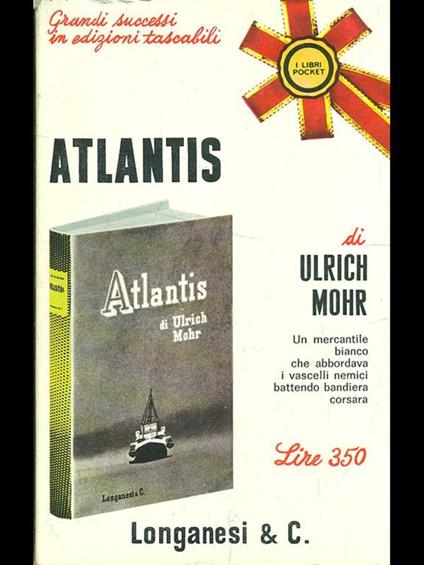 Grandi successi
in edizioni tascabili
I LIBRI
POCKET
ATLANTIS
di
ULRICH
MOHR
Un mercantile
bianco
che abbordava
i vascelli nemici
battendo bandiera
corsara
Lire 350
ATLANTIS
Atlantis
di Ulrich
Mohr
Longanesi & C.
Longanesi & C.